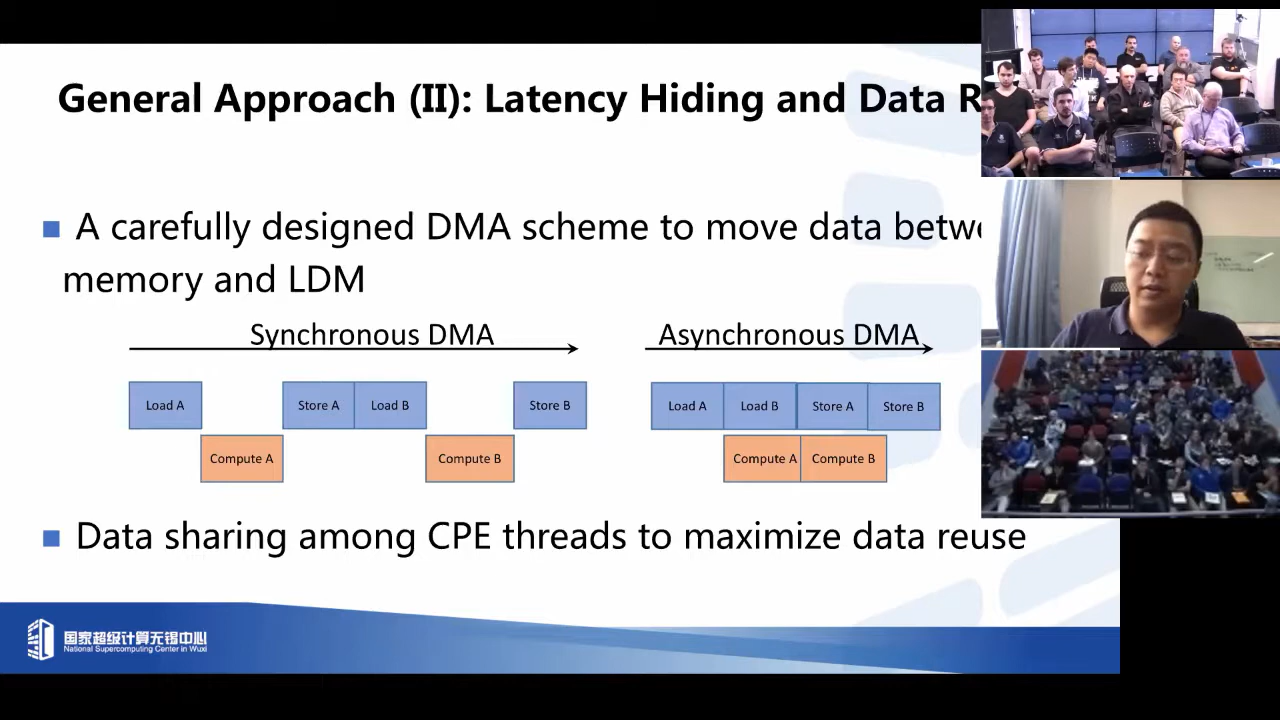 General Approach (II): Latency Hiding and Data R
A carefully designed DMA scheme to move data betwe
memory and LDM
Synchronous DMA
Asynchronous DMA
Load A
Store A
Load B
Store B
Load A
Load B
Store A
Store B
Compute A
Compute B
Compute A
Compute B
Data sharing among CPE threads to maximize data reuse
国家超级计算无锡中心
National Supercomputing Center in Wuxi